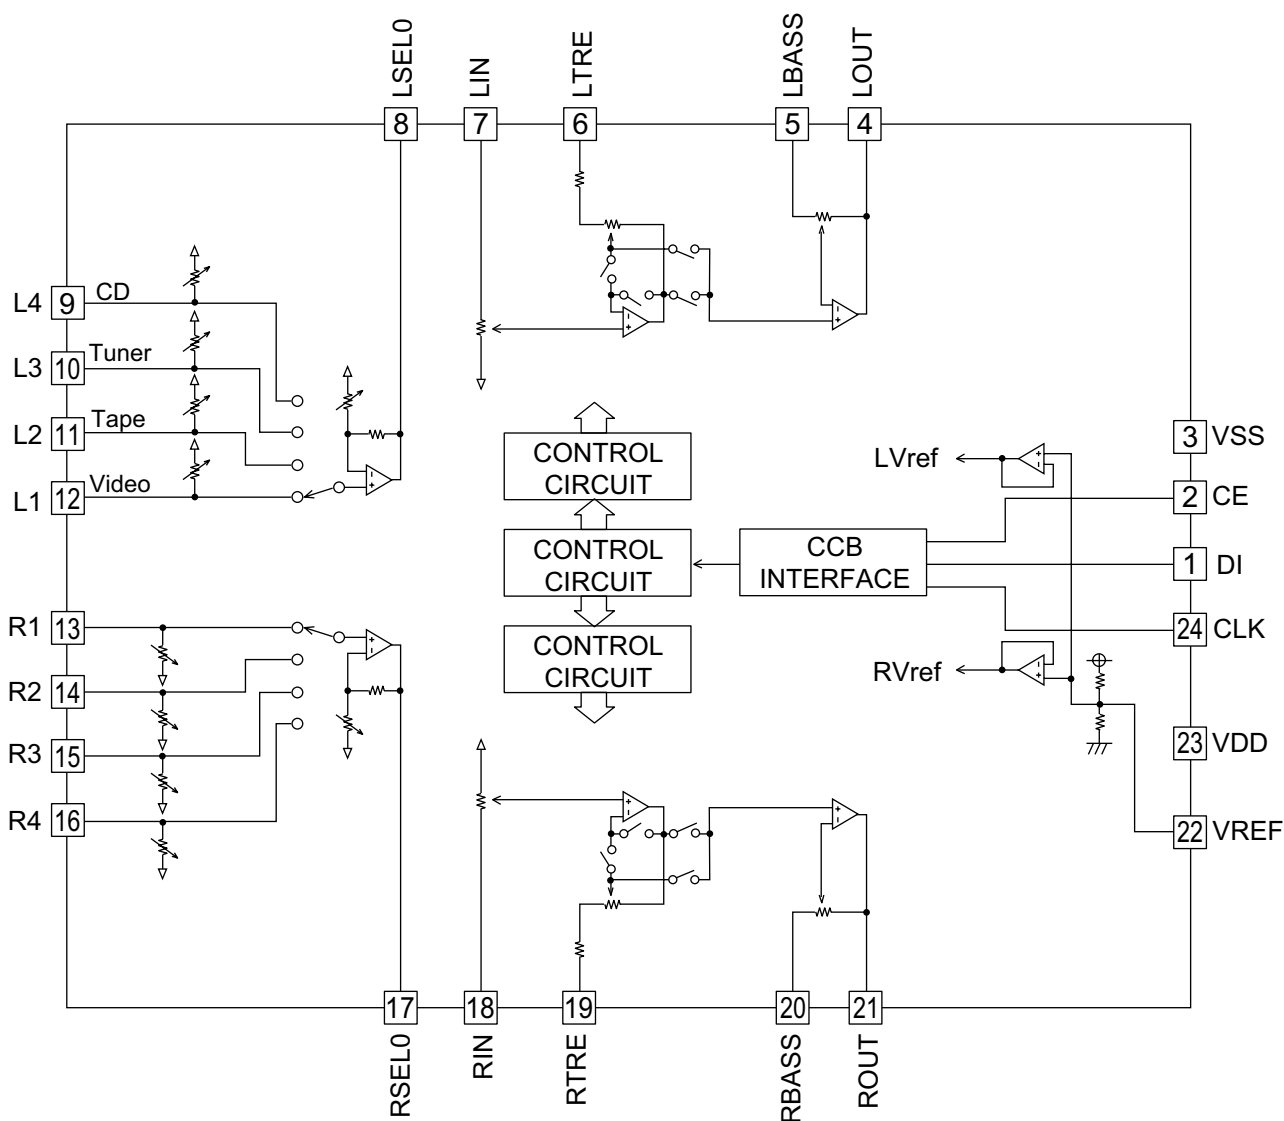 LSEL0
LIN
LTRE
LBASS
LOUT
8
7
6
5
4
L4
9
CD
L3
10
Tuner
L2
11
Tape
L1
12
Video
CONTROL
CIRCUIT
CONTROL
CIRCUIT
CONTROL
CIRCUIT
CCB
INTERFACE
LVref
RVref
3
VSS
2
CE
1
DI
24
CLK
23
VDD
22
VREF
R1
13
R2
14
R3
15
R4
16
17
18
19
20
21
RSEL0
RIN
RTRE
RBASS
ROUT